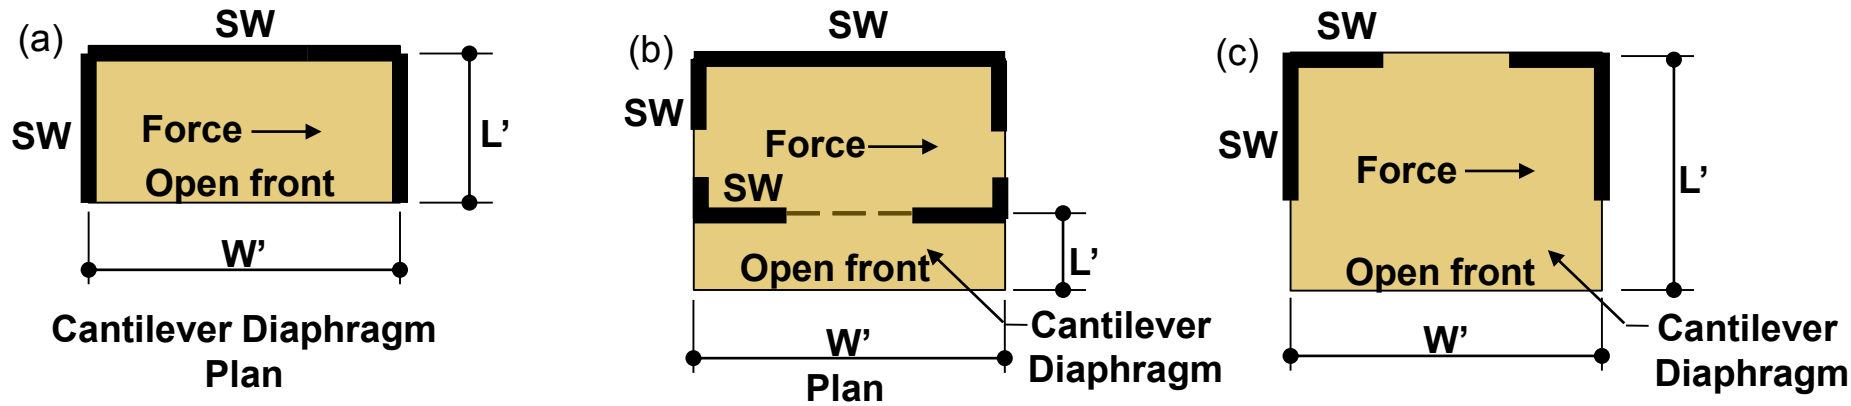 (a)
SW
SW
Force
Open front
L’
W’
Cantilever Diaphragm
Plan
(b)
SW
SW
Force
SW
Open front
L’
W’
Plan
Cantilever
Diaphragm
(c)
SW
SW
Force
Open front
L’
W’
Cantilever
Diaphragm